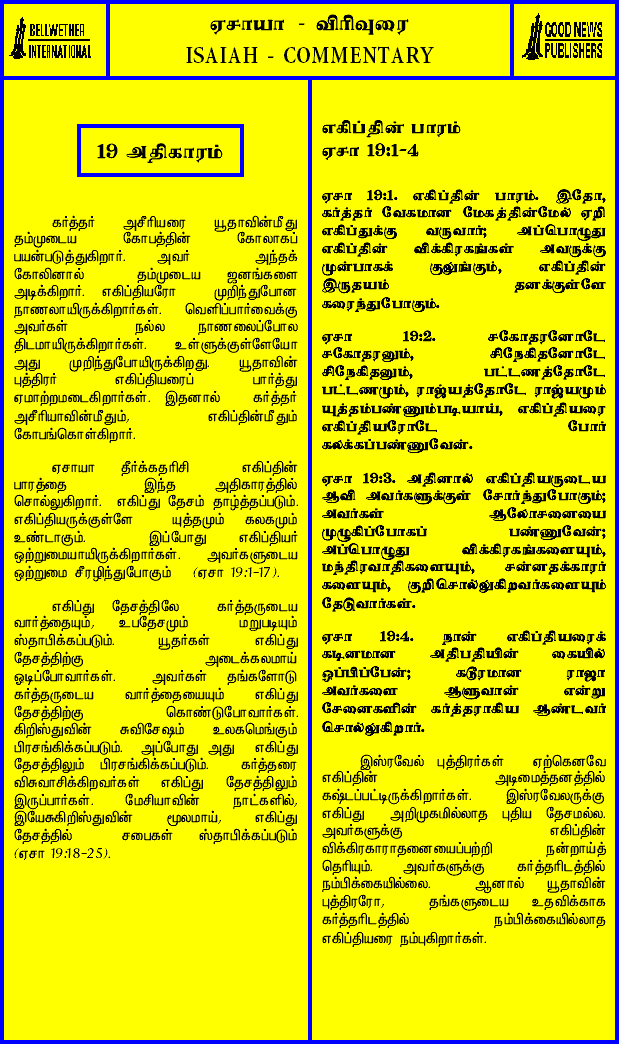 BELLWETHER
INTERNATIONAL
ஏசாயா - விரிவுரை
ISAIAH - COMMENTARY
GOOD NEWS
PUBLISHERS
19 அதிகாரம்
கர்த்தர் அசீரியரை யூதாவின்மீது
தம்முடைய கோபத்தின் கோலாகப்
பயன்படுத்துகிறார். அவர் அந்தக்
கோலினால் தம்முடைய ஜனங்களை
அடிக்கிறார். எகிப்தியரோ முறிந்துபோன
நாணலாயிருக்கிறார்கள். வெளிப்பார்வைக்கு
அவர்கள் நல்ல நாணலைப்போல
திடமாயிருக்கிறார்கள். உள்ளுக்குள்ளேயோ
அது முறிந்துபோயிருக்கிறது. யூதாவின்
புத்திரர் எகிப்தியரைப் பார்த்து
ஏமாற்றமடைகிறார்கள். இதனால் கர்த்தர்
அசீரியாவின்மீதும், எகிப்தின்மீதும்
கோபங்கொள்கிறார்.
ஏசாயா தீர்க்கதரிசி எகிப்தின்
பாரத்தை இந்த அதிகாரத்தில்
சொல்லுகிறார். எகிப்து தேசம் தாழ்த்தப்படும்.
எகிப்தியருக்குள்ளே யுத்தமும் கலகமும்
உண்டாகும். இப்போது எகிப்தியர்
ஒற்றுமையாயிருக்கிறார்கள். அவர்களுடைய
ஒற்றுமை சீரழிந்துபோகும் (ஏசா 19:1-17).
எகிப்து தேசத்திலே கர்த்தருடைய
வார்த்தையும், உபதேசமும் மறுபடியும்
ஸ்தாபிக்கப்படும். யூதர்கள் எகிப்து
தேசத்திற்கு அடைக்கலமாய்
ஓடிப்போவார்கள். அவர்கள் தங்களோடு
கர்த்தருடைய வார்த்தையையும் எகிப்து
தேசத்திற்கு கொண்டுபோவார்கள்.
கிறிஸ்துவின் சுவிசேஷம் உலகமெங்கும்
பிரசங்கிக்கப்படும். அப்போது அது எகிப்து
தேசத்திலும் பிரசங்கிக்கப்படும். கர்த்தரை
விசுவாசிக்கிறவர்கள் எகிப்து தேசத்திலும்
இருப்பார்கள். மேசியாவின் நாட்களில்,
இயேசுகிறிஸ்துவின் மூலமாய், எகிப்து
தேசத்தில் சபைகள் ஸ்தாபிக்கப்படும்
(ஏசா 19:18-25).
எகிப்தின் பாரம்
ஏசா 19:1-4
ஏசா 19:1. எகிப்தின் பாரம். இதோ,
கர்த்தர் வேகமான மேகத்தின்மேல் ஏறி
எகிப்துக்கு வருவார்; அப்பொழுது
எகிப்தின் விக்கிரகங்கள் அவருக்கு
முன்பாகக் குலுங்கும், எகிப்தின்
இருதயம் தனக்குள்ளே
கரைந்துபோகும்.
ஏசா 19:2. சகோதரனோடே
சகோதரனும், சிநேகிதனோடே
சிநேகிதனும், பட்டணத்தோடே
பட்டணமும், ராஜ்யத்தோடே ராஜ்யமும்
யுத்தம்பண்ணும்படியாய், எகிப்தியரை
எகிப்தியரோடே போர்
கலக்கப்பண்ணுவேன்.
ஏசா 19:3. அதினால் எகிப்தியருடைய
ஆவி அவர்களுக்குள் சோர்ந்துபோகும்;
அவர்கள் ஆலோசனையை
முழுகிப்போகப் பண்ணுவேன்;
அப்பொழுது விக்கிரகங்களையும்,
மந்திரவாதிகளையும், சன்னதக்காரர்
களையும், குறிசொல்லுகிறவர்களையும்
தேடுவார்கள்.
ஏசா 19:4. நான் எகிப்தியரைக்
கடினமான அதிபதியின் கையில்
ஒப்பிப்பேன்; கடூரமான ராஜா
அவர்களை ஆளுவான் என்று
சேனைகளின் கர்த்தராகிய ஆண்டவர்
சொல்லுகிறார்.
இஸ்ரவேல் புத்திரர்கள் ஏற்கெனவே
எகிப்தின் அடிமைத்தனத்தில்
கஷ்டப்பட்டிருக்கிறார்கள். இஸ்ரவேலருக்கு
எகிப்து அறிமுகமில்லாத புதிய தேசமல்ல.
அவர்களுக்கு எகிப்தின்
விக்கிரகாராதனையைப்பற்றி நன்றாய்த்
தெரியும். அவர்களுக்கு கர்த்தரிடத்தில்
நம்பிக்கையில்லை. ஆனால் யூதாவின்
புத்திரரோ, தங்களுடைய உதவிக்காக
கர்த்தரிடத்தில் நம்பிக்கையில்லாத
எகிப்தியரை நம்புகிறார்கள்.